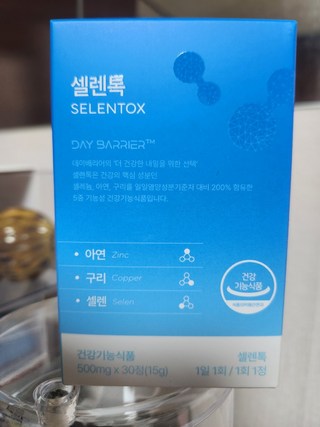 셀렌톡
SELENTOX
DAY BARRIER™
데이배리어의 '더 건강한 내일을 위한 선택'
셀렌톡은 건강의 핵심 성분인
셀레늄, 아연, 구리를 일일영양성분기준치 대비 200% 함유한
5종 기능성 건강기능식품입니다.
• 아연 Zinc
• 구리 Copper
• 셀렌 Selen
건강
기능식품
건강기능식품
셀렌톡
500mg x 30정(15g)
1일 1회 / 1회 1정